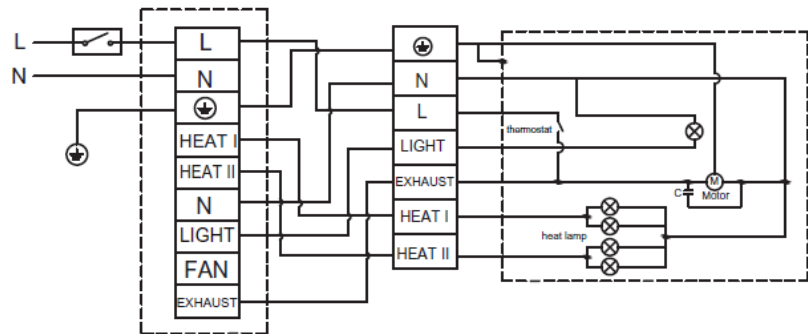 L
N
L
N
HEAT I
HEAT II
N
LIGHT
FAN
EXHAUST
N
L
LIGHT
EXHAUST
HEAT I
HEAT II
thermostat
M
C
Motor
heat lamp